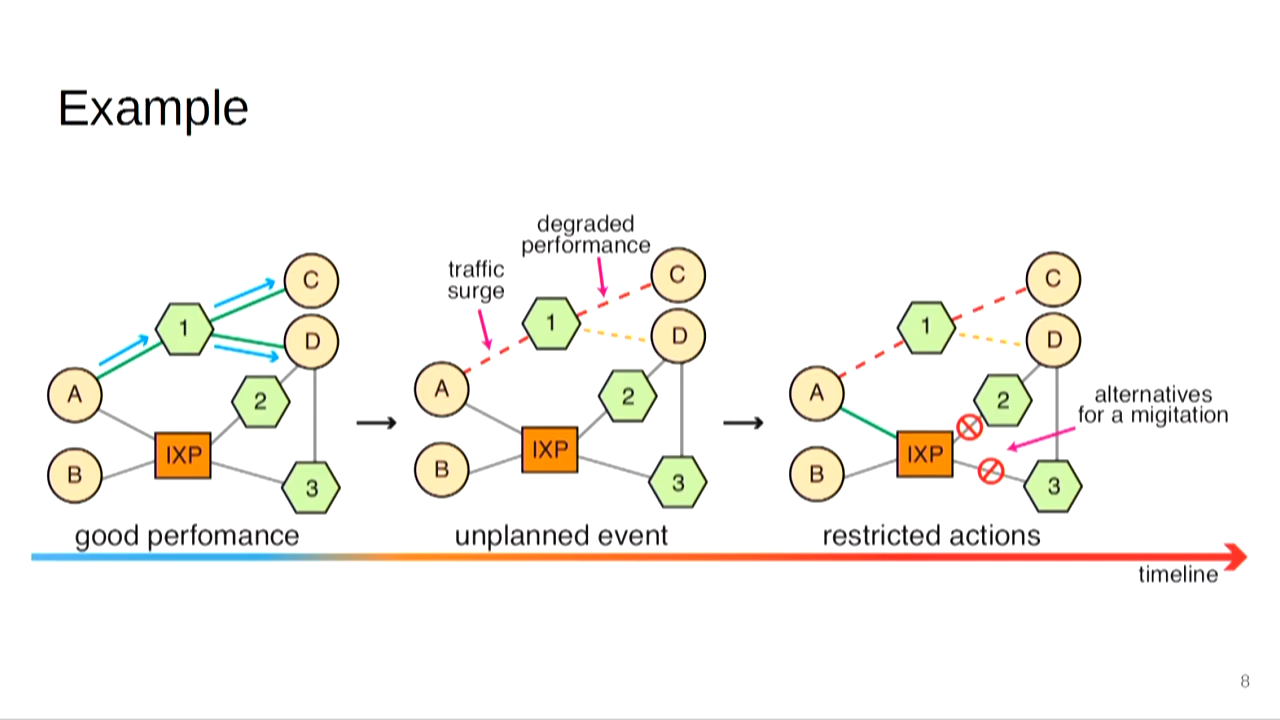 Example
C
1
D
A
2
IXP
B
3
good perfomance
degraded
performance
traffic
surge
C
1
D
A
2
IXP
B
3
unplanned event
C
1
D
A
2
alternatives
for a migitation
IXP
B
3
restricted actions
timeline
8